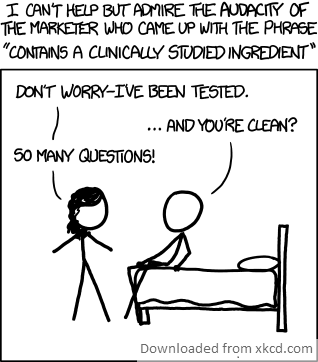 I CAN'T HELP BUT ADMIRE THE AUDACITY OF
THE MARKETER WHO CAME UP WITH THE PHRASE
"CONTAINS A CLINICALLY STUDIED INGREDIENT"
DON'T WORRY—I'VE BEEN TESTED.
... AND YOU'RE CLEAN?
SO MANY QUESTIONS!
Downloaded from xkcd.com